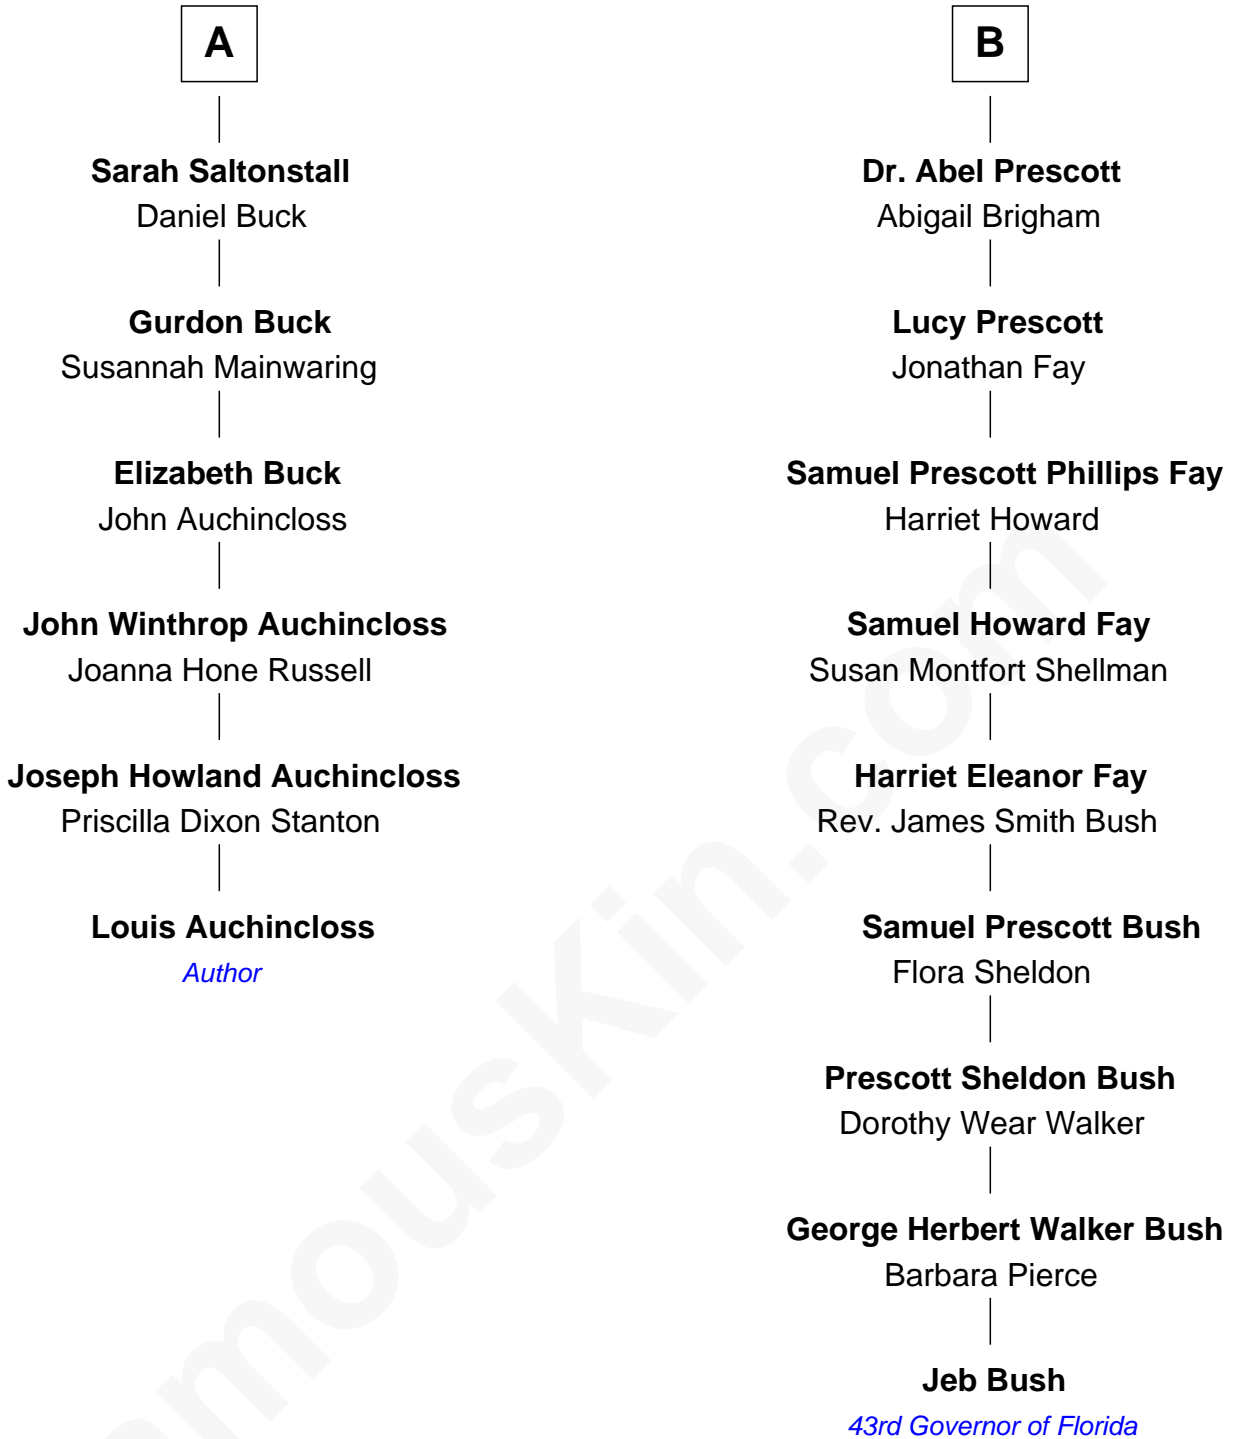 A
Sarah Saltonstall
Daniel Buck
Gurdon Buck
Susannah Mainwaring
Elizabeth Buck
John Auchincloss
John Winthrop Auchincloss
Joanna Hone Russell
Joseph Howland Auchincloss
Priscilla Dixon Stanton
Louis Auchincloss
Author
B
Dr. Abel Prescott
Abigail Brigham
Lucy Prescott
Jonathan Fay
Samuel Prescott Phillips Fay
Harriet Howard
Samuel Howard Fay
Susan Montfort Shellman
Harriet Eleanor Fay
Rev. James Smith Bush
Samuel Prescott Bush
Flora Sheldon
Prescott Sheldon Bush
Dorothy Wear Walker
George Herbert Walker Bush
Barbara Pierce
Jeb Bush
43rd Governor of Florida
amousKin.com